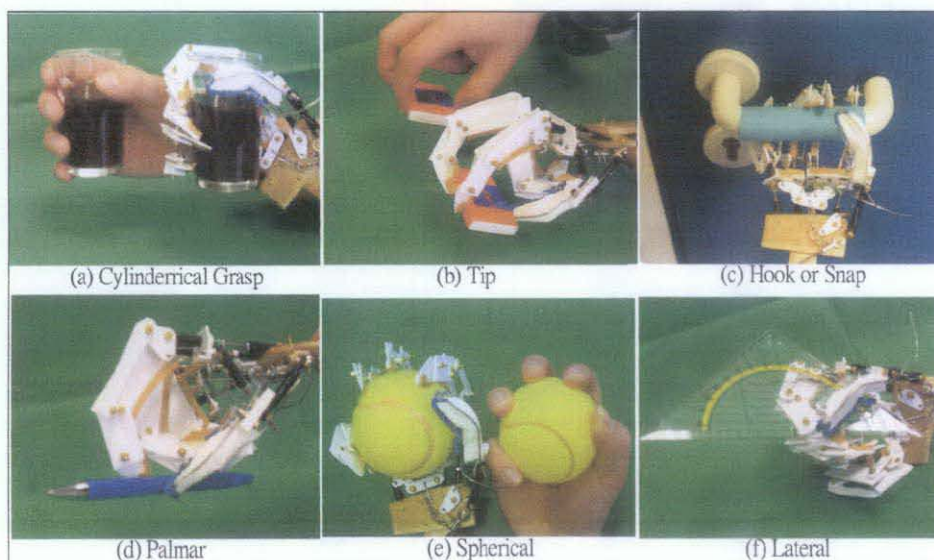 (a) Cylinderrical Grasp
(b) Tip
(c) Hook or Snap
(d) Palmar
(e) Spherical
(f) Lateral